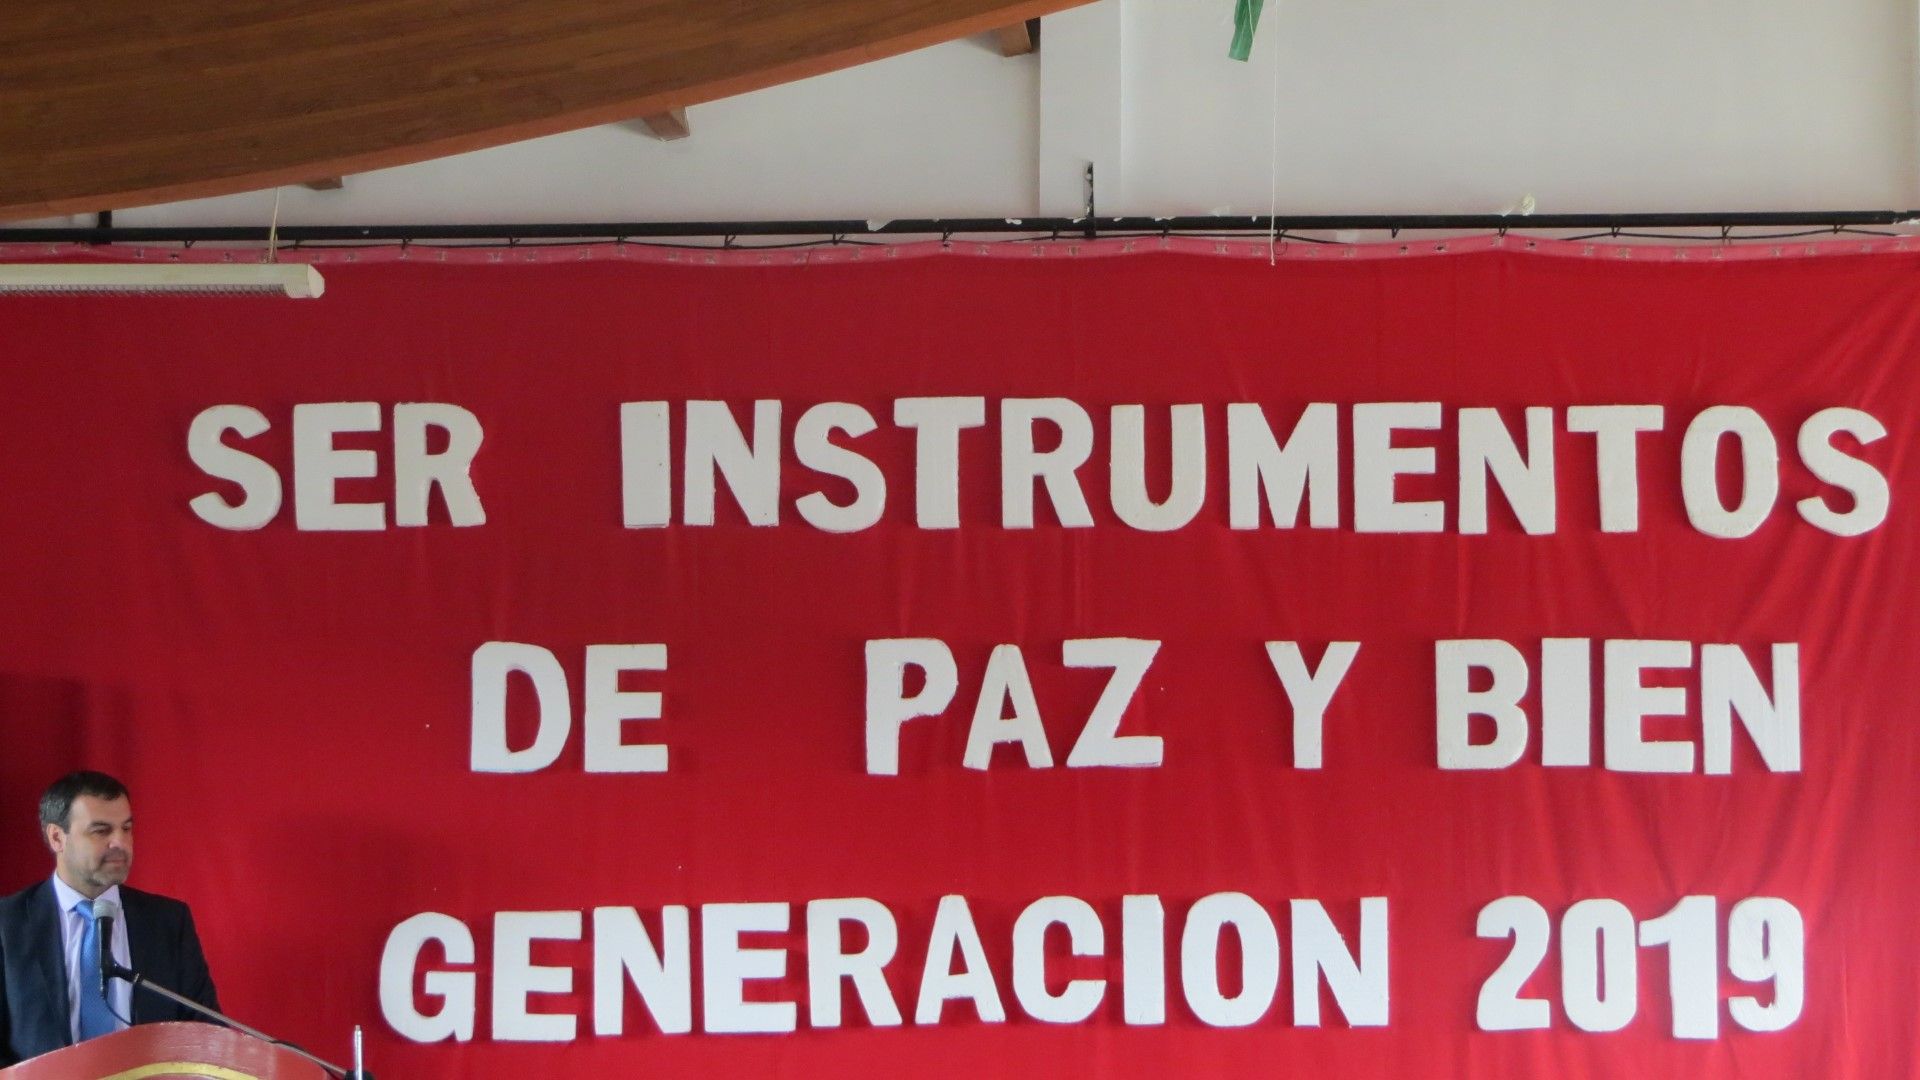 SER INSTRUMENTOS
DE PAZ Y BIEN
GENERACION 2019